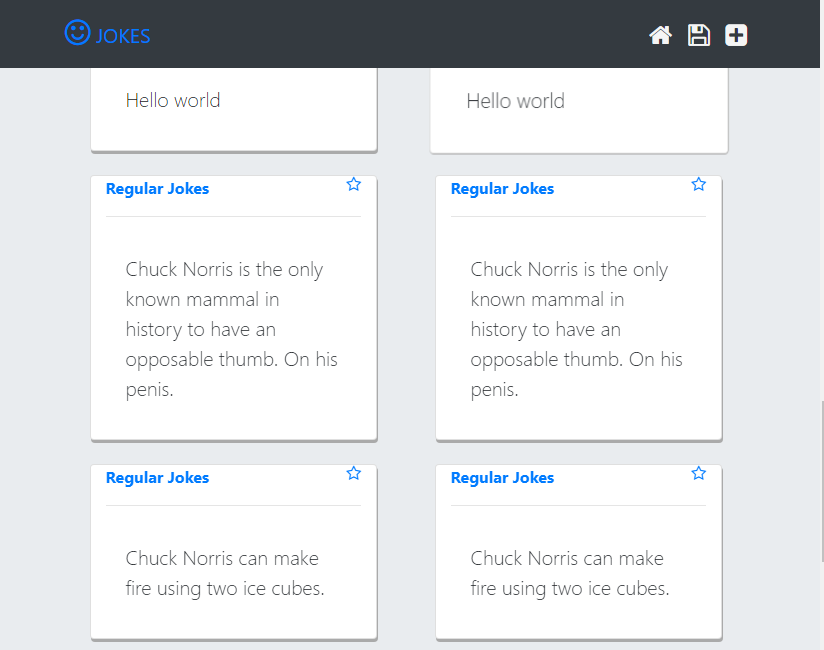 JOKES
Hello world
Hello world
Regular Jokes
Chuck Norris is the only
known mammal in
history to have an
opposable thumb. On his
penis.
Regular Jokes
Chuck Norris is the only
known mammal in
history to have an
opposable thumb. On his
penis.
Regular Jokes
Chuck Norris can make
fire using two ice cubes.
Regular Jokes
Chuck Norris can make
fire using two ice cubes.